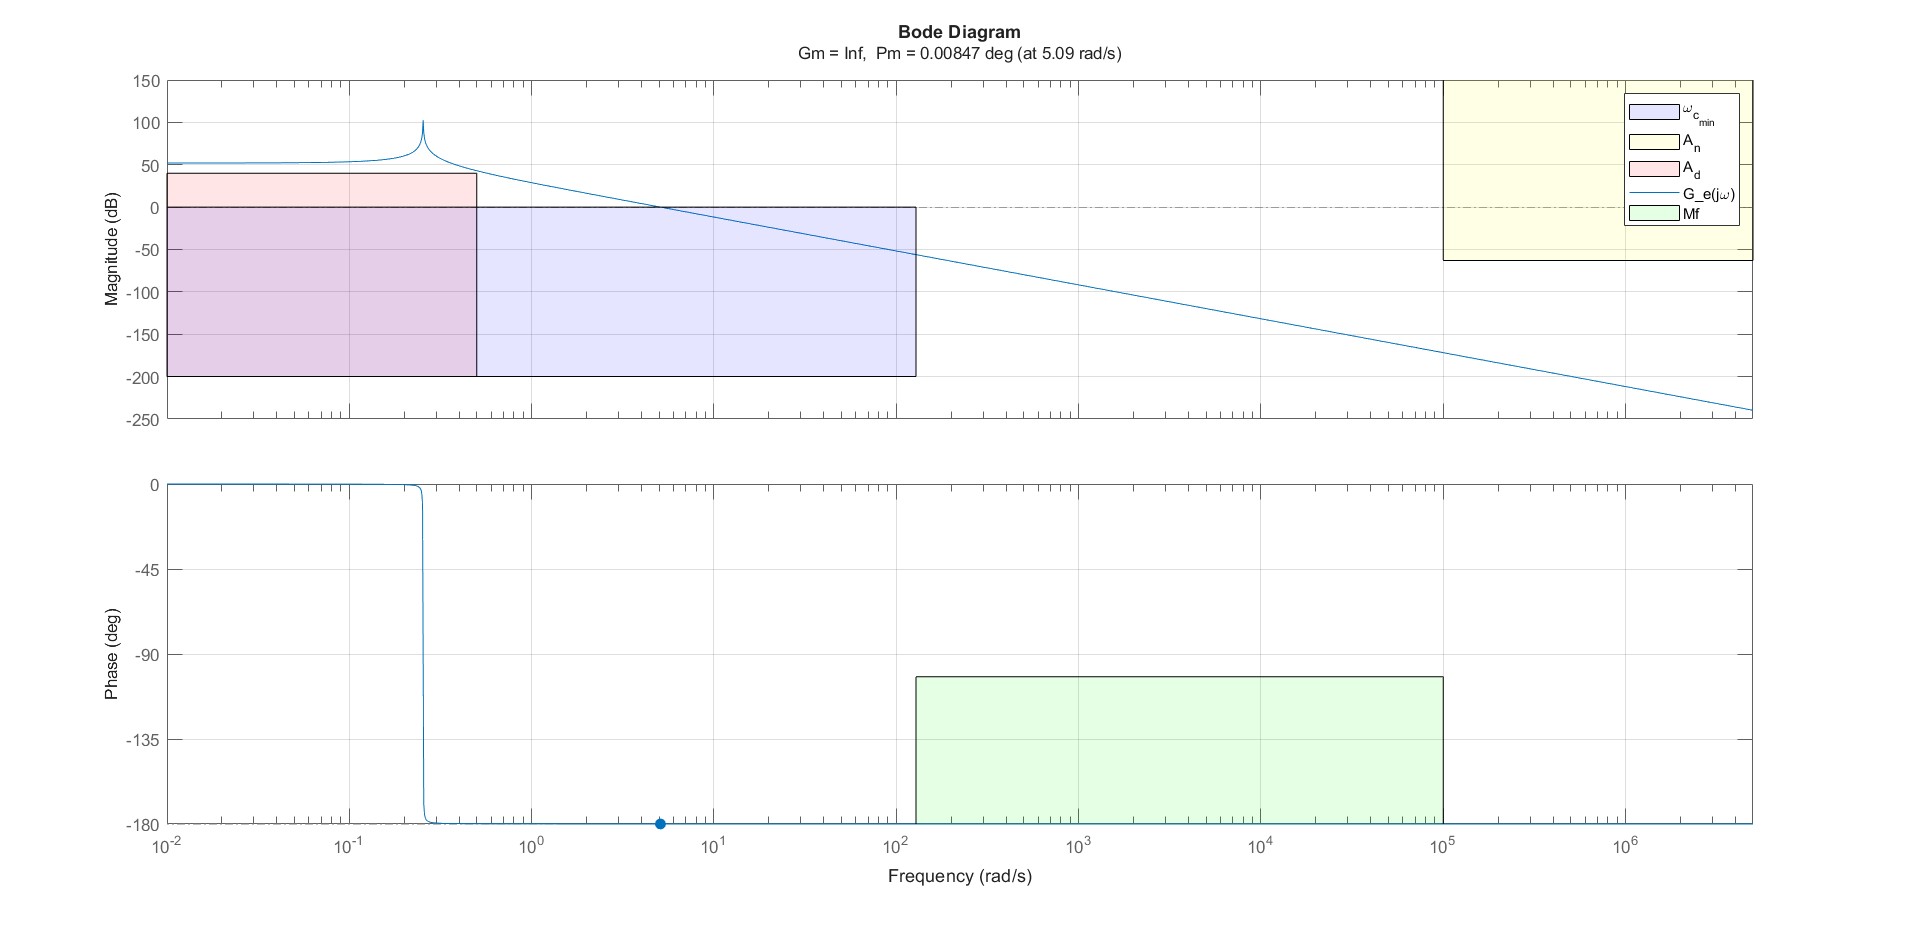 Bode Diagram
Gm = Inf, Pm = 0.00847 deg (at 5.09 rad/s)
Magnitude (dB)
150
100
50
0
-50
-100
-150
-200
-250
ω_c_min
A_n
A_d
G_e(jω)
Mf
Phase (deg)
0
-45
-90
-135
-180
10^-2 10^-1 10^0 10^1 10^2 10^3 10^4 10^5 10^6
Frequency (rad/s)